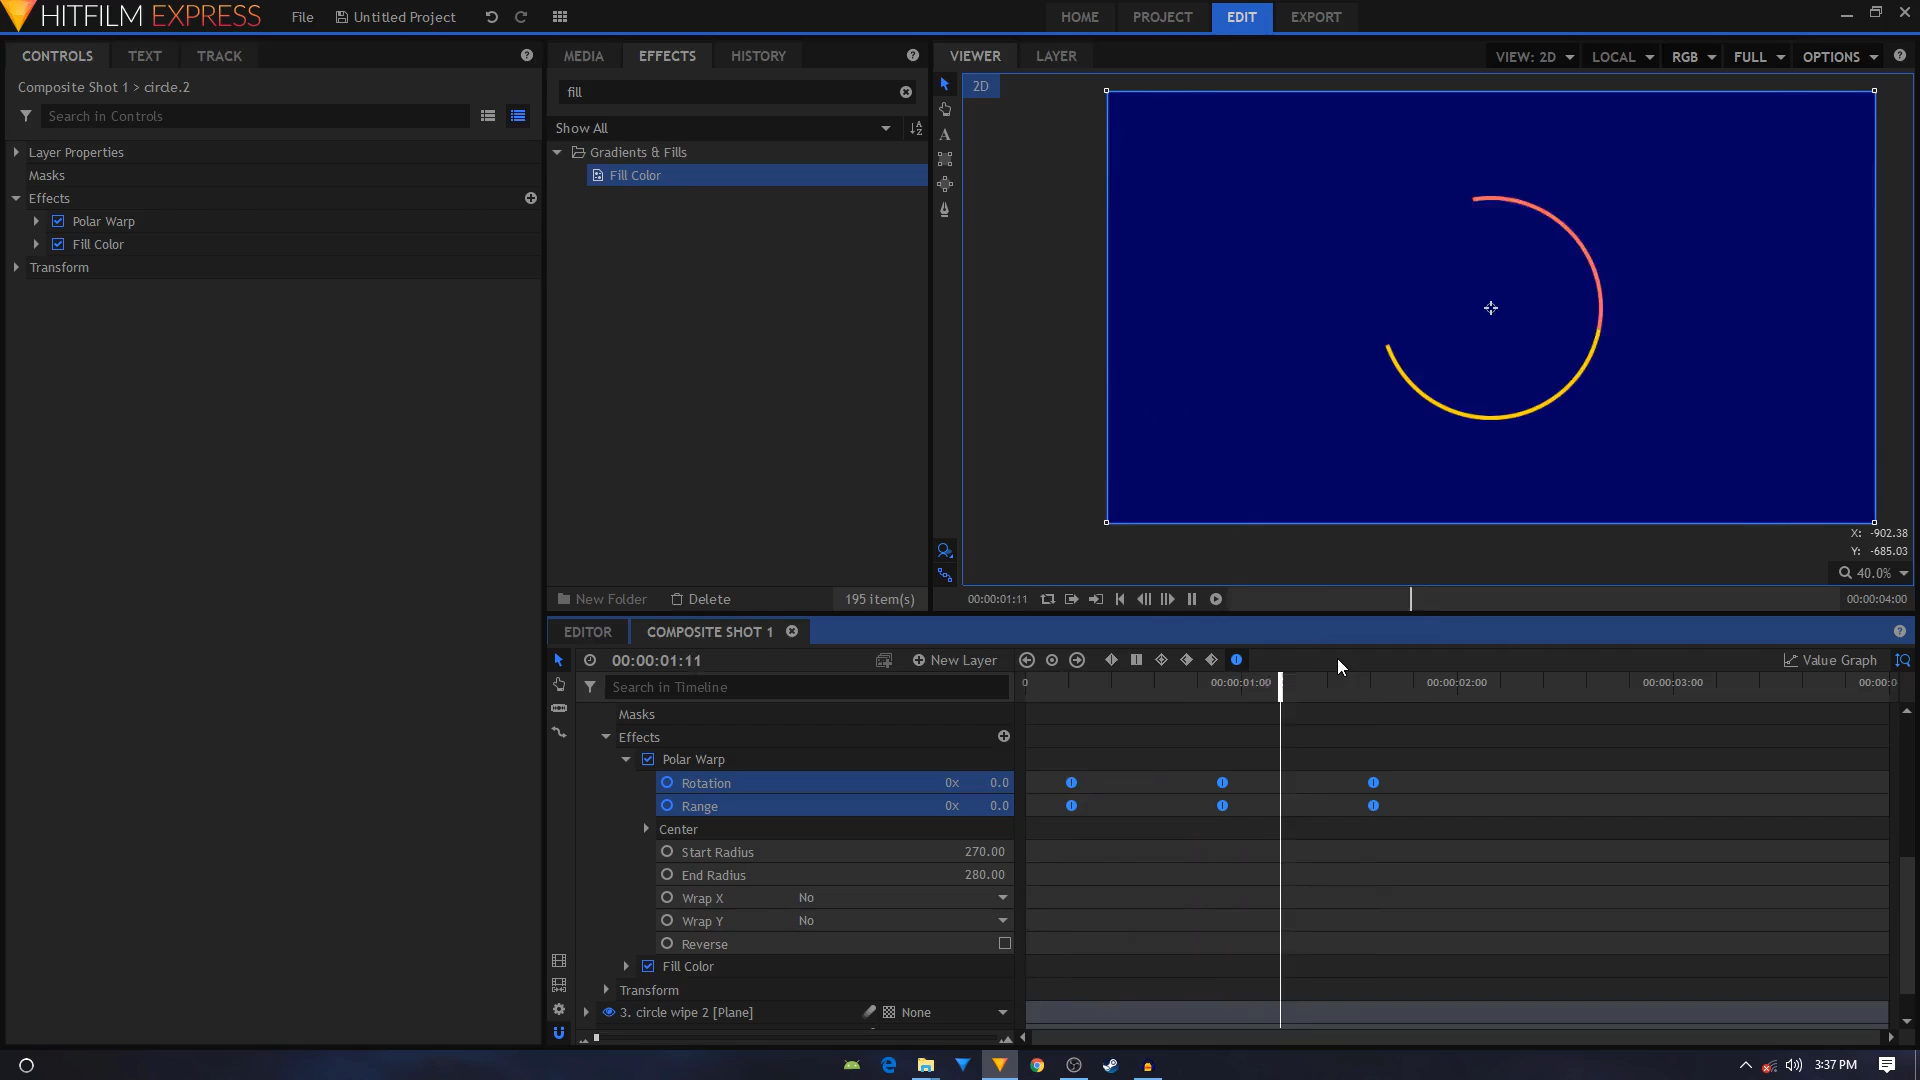 HITFILM EXPRESS
File
Untitled Project
HOME
PROJECT
EDIT
EXPORT
CONTROLS
TEXT
TRACK
MEDIA
EFFECTS
HISTORY
VIEWER
LAYER
VIEW: 2D
LOCAL
RGB
FULL
OPTIONS
Composite Shot 1 > circle.2
Search in Controls
Layer Properties
Masks
Effects
Polar Warp
Fill Color
Transform
fill
Show All
Gradients & Fills
Fill Color
2D
X: -902.38
Y: -685.03
40.0%
New Folder
Delete
195 item(s)
00:00:01:11
00:00:04:00
EDITOR
COMPOSITE SHOT 1
00:00:01:11
New Layer
Value Graph
Search in Timeline
0
00:00:01:00
00:00:02:00
00:00:03:00
00:00:0
Masks
Effects
Polar Warp
Rotation 0x 0.0
Range 0x 0.0
Center
Start Radius 270.00
End Radius 280.00
Wrap X No
Wrap Y No
Reverse
Fill Color
Transform
3. circle wipe 2 [Plane] None
3:37 PM